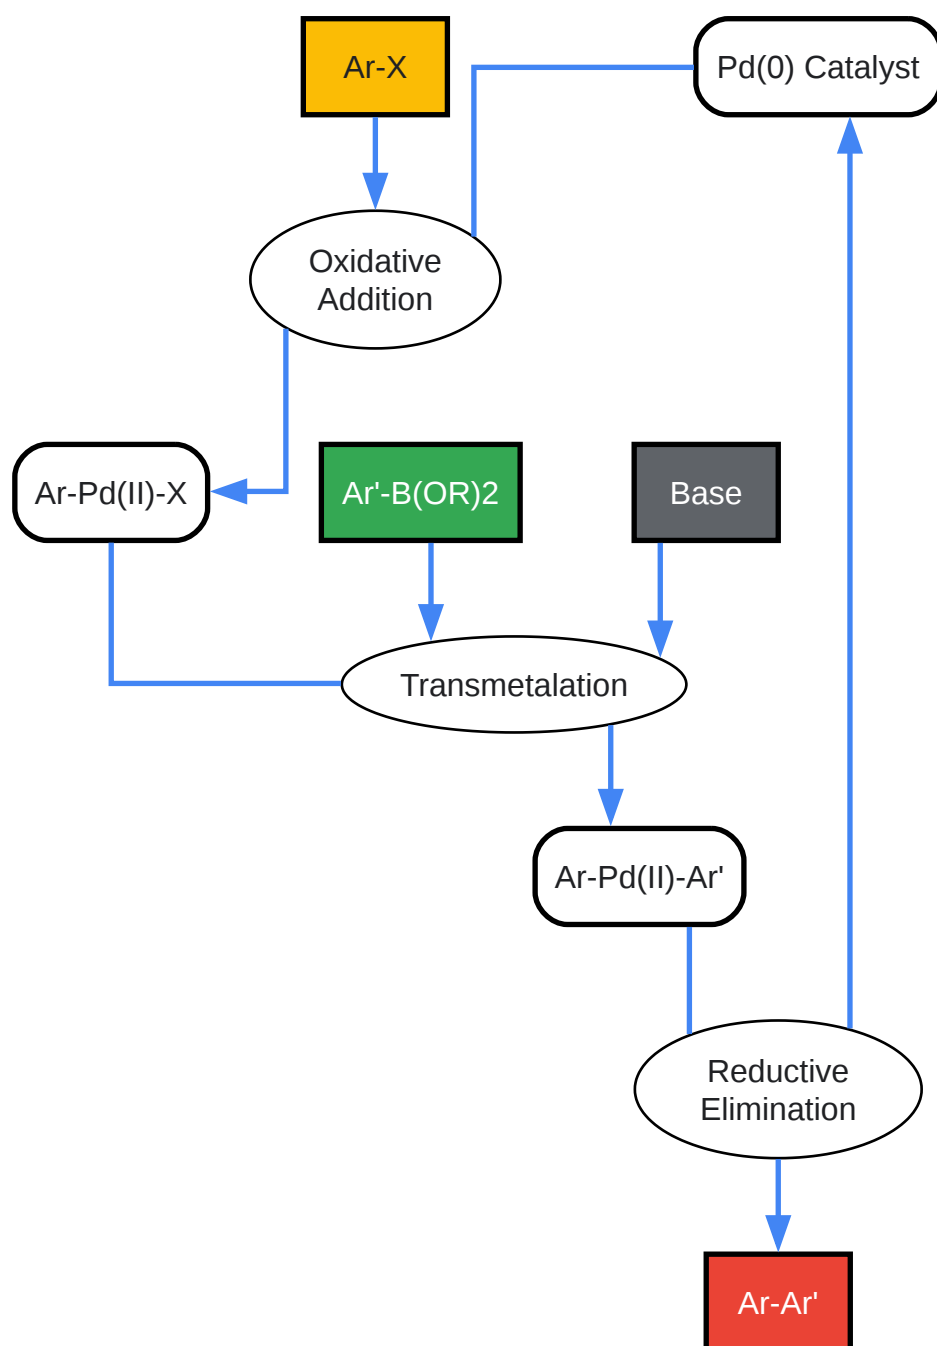 Ar-X
Pd(0) Catalyst
Oxidative
Addition
Ar-Pd(II)-X
Ar'-B(OR)2
Base
Transmetalation
Ar-Pd(II)-Ar'
Reductive
Elimination
Ar-Ar'